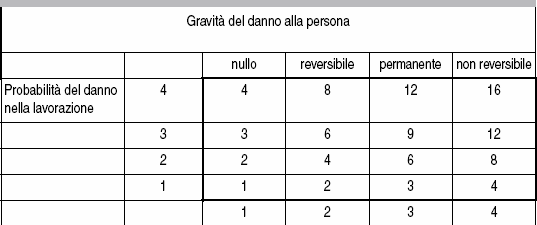 Gravità del danno alla persona
nullo reversibile permanente non reversibile
Probabilità del danno
nella lavorazione 4 4 8 12 16
3 3 6 9 12
2 2 4 6 8
1 1 2 3 4
1 2 3 4